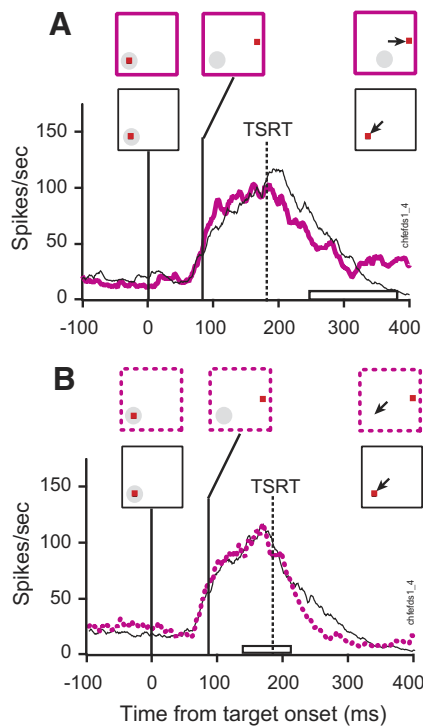 A
TSRT
Spikes/sec
150
100
50
0
-100 0 100 200 300 400
chfefds1_4
B
TSRT
Spikes/sec
150
100
50
0
-100 0 100 200 300 400
chfefds1_4
Time from target onset (ms)